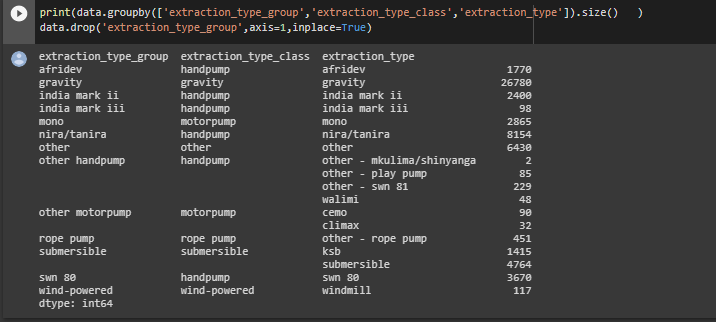 print(data.groupby(['extraction_type_group','extraction_type_class','extraction_type']).size()   )
data.drop('extraction_type_group',axis=1,inplace=True)
extraction_type_group  extraction_type_class  extraction_type
afridev                handpump               afridev                       1770
gravity                gravity                gravity                      26780
india mark ii          handpump               india mark ii                 2400
india mark iii         handpump               india mark iii                  98
mono                   motorpump              mono                          2865
nira/tanira            handpump               nira/tanira                   8154
other                  other                  other                         6430
other handpump         handpump               other - mkulima/shinyanga        2
                                              other - play pump               85
                                              other - swn 81                 229
                                              walimi                          48
other motorpump        motorpump              cemo                            90
                                              climax                          32
rope pump              rope pump              other - rope pump              451
submersible            submersible            ksb                           1415
                                              submersible                   4764
swn 80                 handpump               swn 80                        3670
wind-powered           wind-powered           windmill                       117
dtype: int64